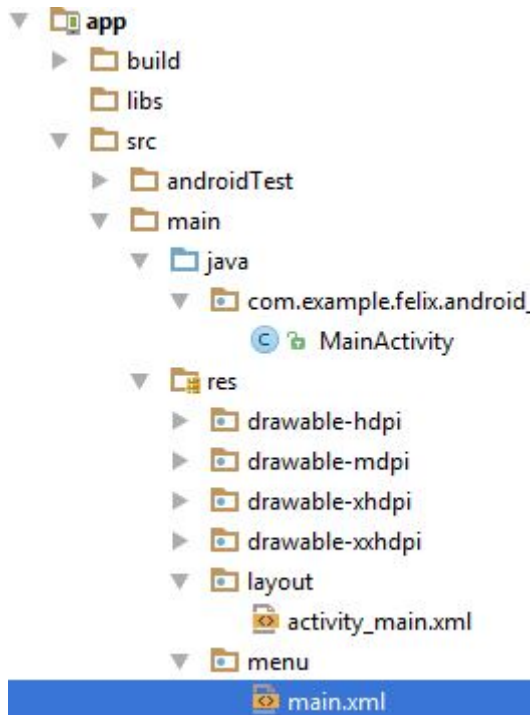 app
build
libs
src
androidTest
main
java
com.example.felix.android_
MainActivity
res
drawable-hdpi
drawable-mdpi
drawable-xhdpi
drawable-xxhdpi
layout
activity_main.xml
menu
main.xml